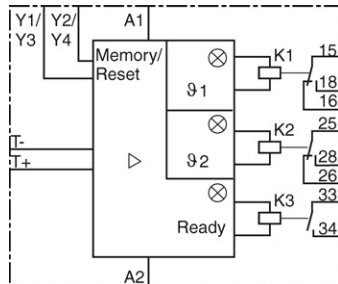 Y1/ Y2/ A1
Y3 Y4
Memory/
Reset
K1 15
ϑ1
18
16
K2 25
T-
T+
ϑ2
28
26
K3 33
Ready
34
A2